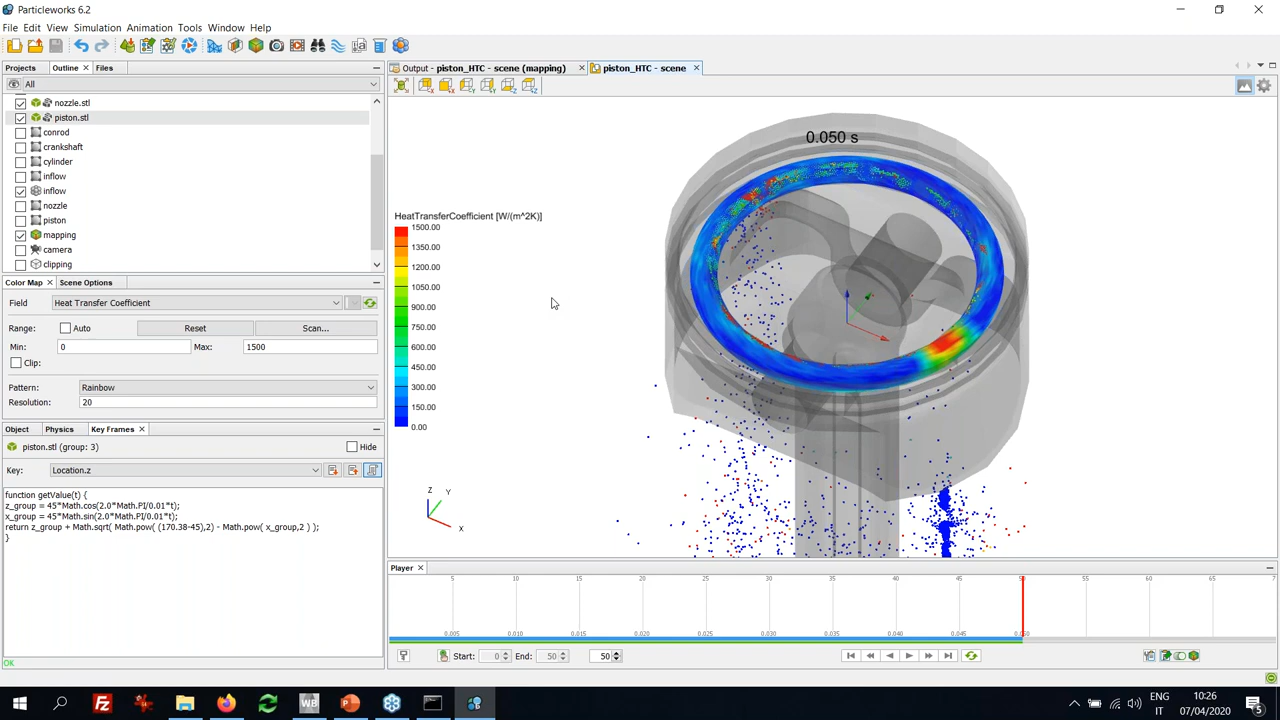 Particleworks 6.2
File Edit View Simulation Animation Tools Window Help
Projects Outline Files
Output - piston_HTC - scene (mapping) piston_HTC - scene
All
nozzle.stl
piston.stl
conrod
crankshaft
cylinder
inflow
inflow
nozzle
piston
mapping
camera
clipping
Color Map Scene Options
Field Heat Transfer Coefficient
Range: Auto Reset Scan...
Min: 0 Max: 1500
Clip:
Pattern: Rainbow
Resolution: 20
Object Physics Key Frames
piston.stl (group: 3) Hide
Key: Location.z
function getValue(t) {
z_group = 45*Math.cos(2.0*Math.PI/0.01*t);
x_group = 45*Math.sin(2.0*Math.PI/0.01*t);
return z_group + Math.sqrt( Math.pow( (170.38-45),2) - Math.pow( x_group,2 ) );
}
OK
0.050 s
HeatTransferCoefficient [W/(m^2K)]
1500.00
1350.00
1200.00
1050.00
900.00
750.00
600.00
450.00
300.00
150.00
0.00
Z
Y
X
Player
5 10 15 20 25 30 35 40 45 50 55 60 65 7
0.005 0.010 0.015 0.020 0.025 0.030 0.035 0.040 0.045 0.050
Start: 0 End: 50 50
ENG
10:26
07/04/2020
5
WB